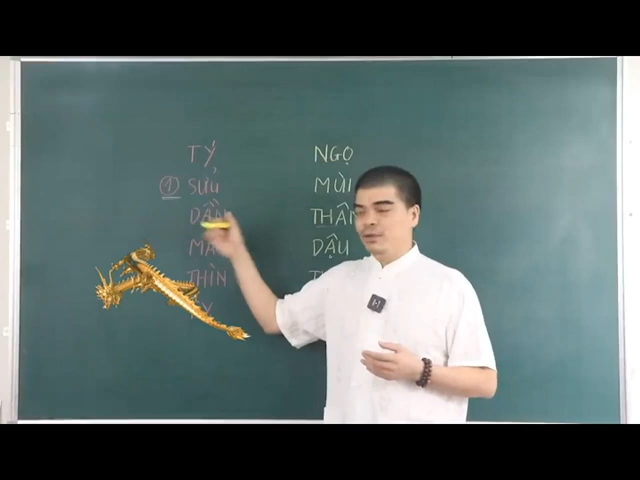 TÝ
① SỬU
DẦN
THÌN
NGỌ
MÙI
THÂN
DẬU